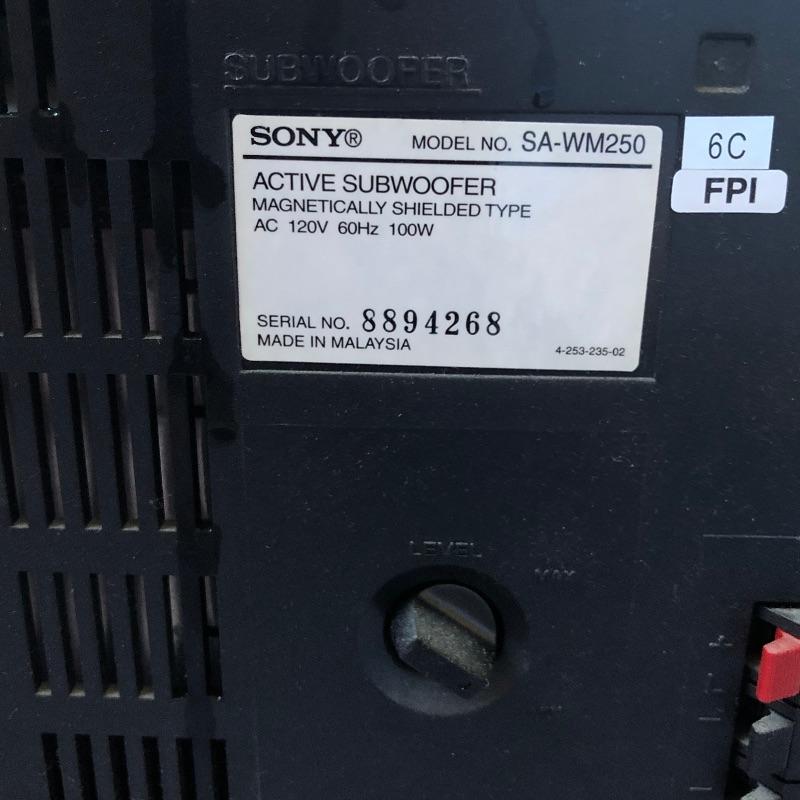 SUBWOOFER
SONY® MODEL NO. SA-WM250
6C
FPI
ACTIVE SUBWOOFER
MAGNETICALLY SHIELDED TYPE
AC 120V 60Hz 100W
SERIAL NO. 8894268
MADE IN MALAYSIA
4-253-235-02
LEVEL
MAX
+